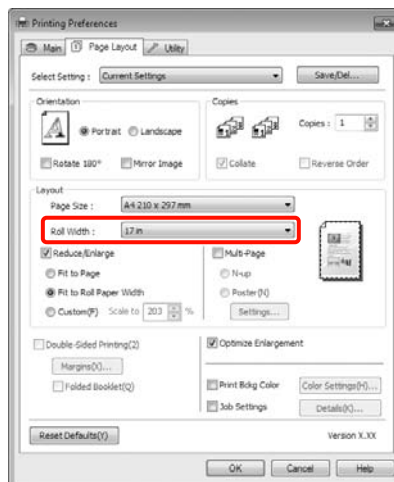 Printing Preferences
Main Page Layout Utility
Select Setting : Current Settings Save/Del...
Orientation Copies
Portrait Landscape Copies : 1
Rotate 180° Mirror Image Collate Reverse Order
Layout
Page Size : A4 210 x 297 mm
Roll Width : 17 in
Reduce/Enlarge Multi-Page
Fit to Page N-up
Fit to Roll Paper Width Poster(N)
Custom(P) Scale to 203 % Settings...
Double-Sided Printing(2) Optimize Enlargement
Margins(X)...
Folded Booklet(Q) Print Bckg Color Color Settings(H)...
Job Settings Details(K)...
Reset Defaults(Y) Version X.XX
OK Cancel Help